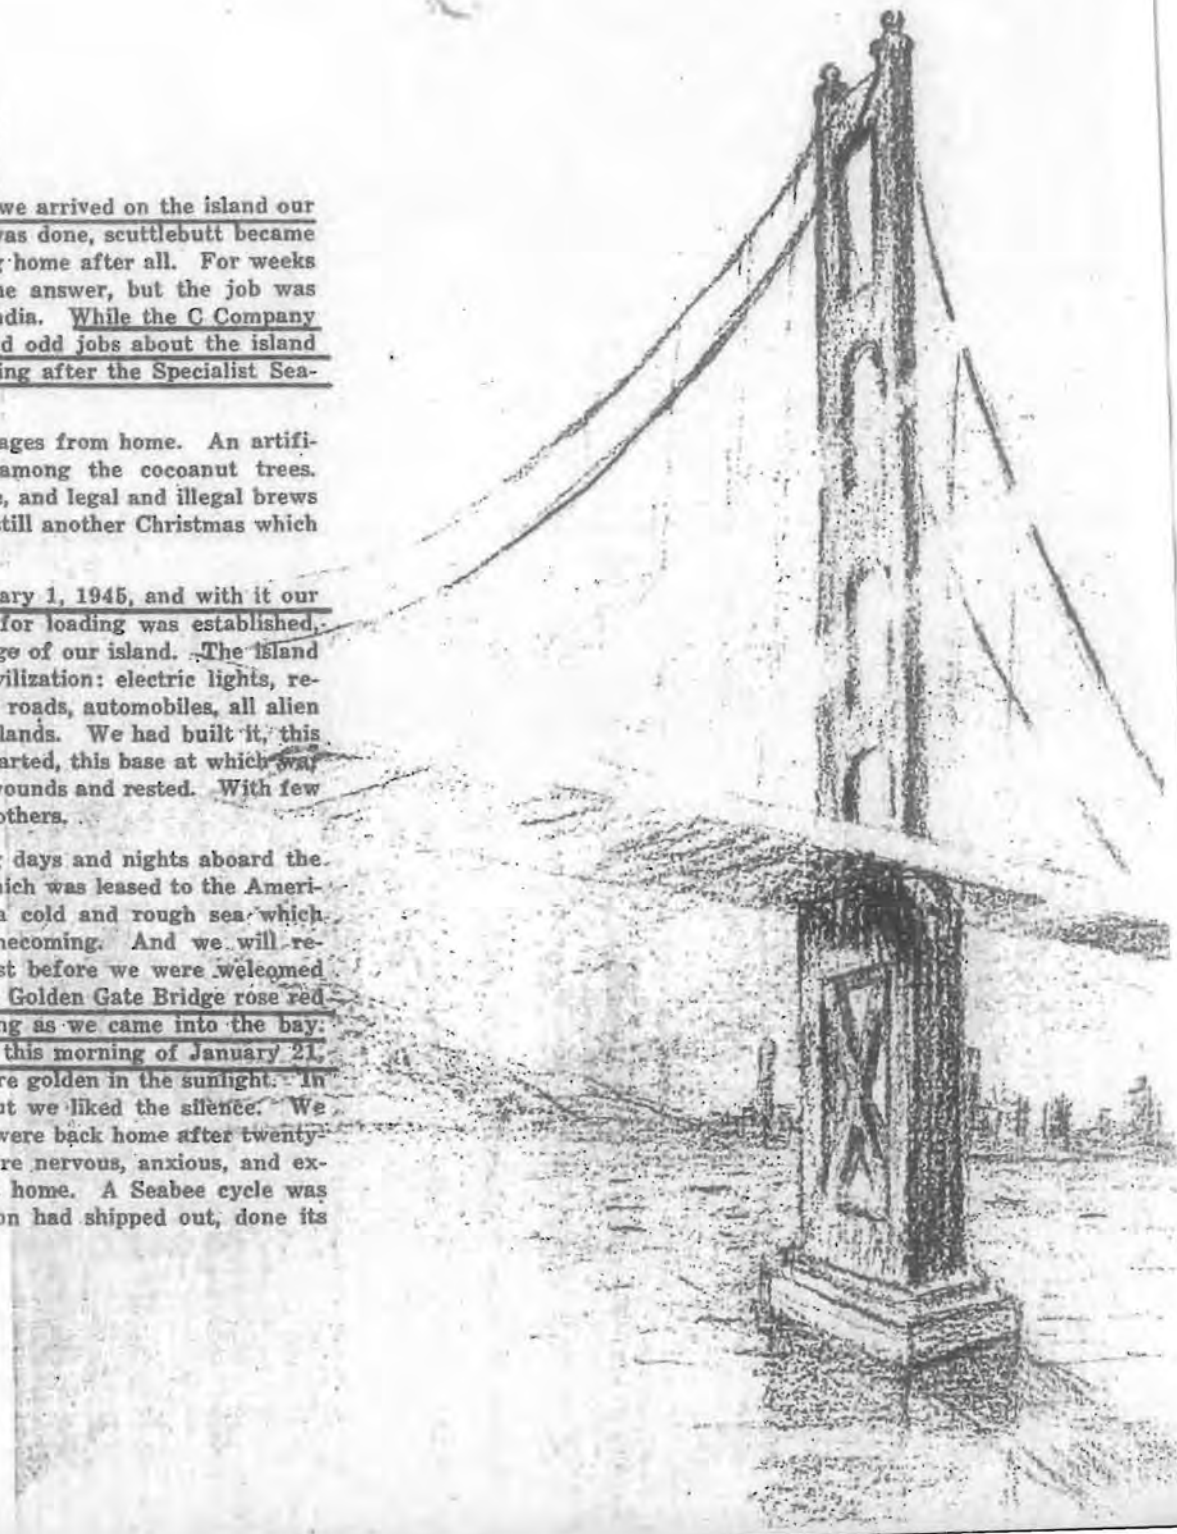 we arrived on the island our
was done, scuttlebutt became
home after all. For weeks
he answer, but the job was
ndia. While the C Company
d odd jobs about the island
ing after the Specialist Sea-
ages from home. An artifi-
among the cocoanut trees.
e, and legal and illegal brews
still another Christmas which
ary 1, 1945, and with it our
for loading was established,
ge of our island. The island
vilization: electric lights, re-
roads, automobiles, all alien
lands. We had built it, this
arted, this base at which war
wounds and rested. With few
others.
days and nights aboard the
hich was leased to the Ameri-
a cold and rough sea which
mecoming. And we will re-
st before we were welcomed
Golden Gate Bridge rose red
ng as we came into the bay.
this morning of January 21,
re golden in the sunlight. In
ut we liked the silence. We
were back home after twenty-
re nervous, anxious, and ex-
home. A Seabee cycle was
on had shipped out, done its